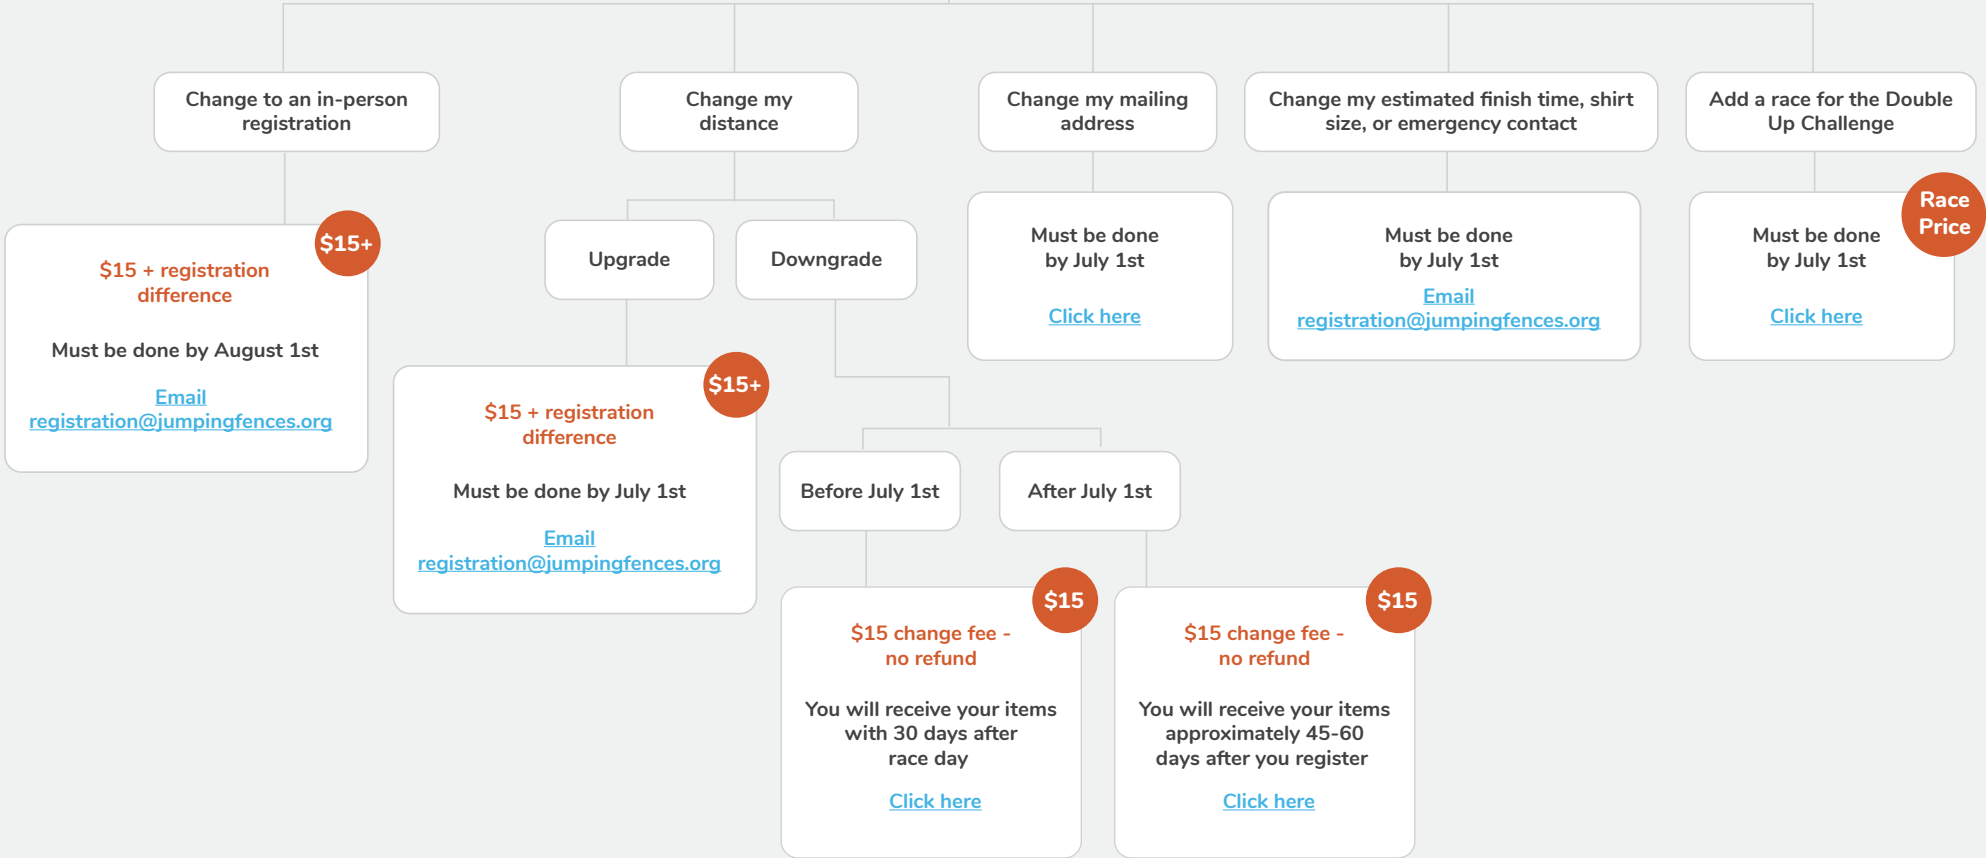 Change to an in-person
registration
Change my
distance
Change my mailing
address
Change my estimated finish time, shirt
size, or emergency contact
Add a race for the Double
Up Challenge
$15+
$15 + registration
difference
Must be done by August 1st
Email
registration@jumpingfences.org
Upgrade
Downgrade
Must be done
by July 1st
Click here
Must be done
by July 1st
Email
registration@jumpingfences.org
Race
Price
Must be done
by July 1st
Click here
$15+
$15 + registration
difference
Must be done by July 1st
Email
registration@jumpingfences.org
Before July 1st
After July 1st
$15
$15 change fee -
no refund
You will receive your items
with 30 days after
race day
Click here
$15
$15 change fee -
no refund
You will receive your items
approximately 45-60
days after you register
Click here